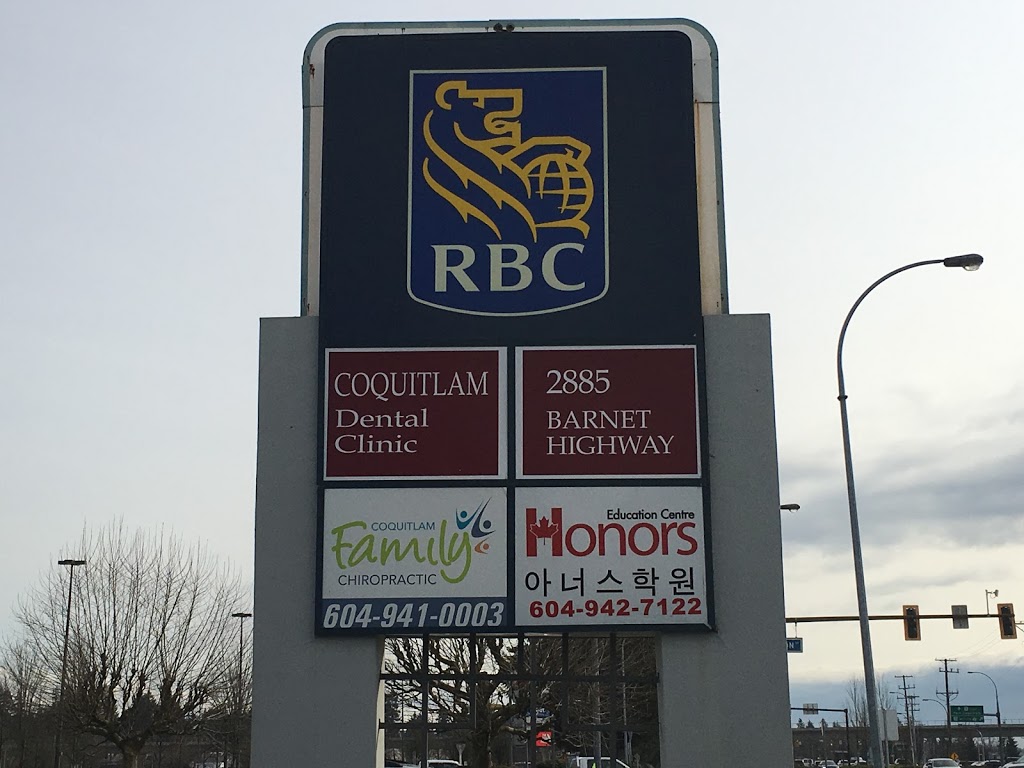 RBC
COQUITLAM
Dental
Clinic
2885
BARNET
HIGHWAY
COQUITLAM
Family
CHIROPRACTIC
604-941-0003
Education Centre
Honors
아너스학원
604-942-7122